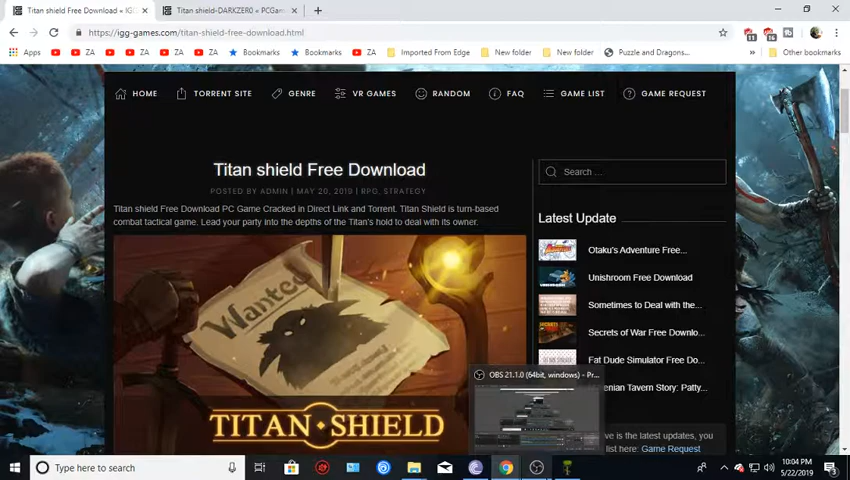 Titan shield Free Download « IG
Titan shield-DARKZER0 « PCGan
https://igg-games.com/titan-shield-free-download.html
11
16
Apps
ZA
ZA
ZA
Bookmarks
Bookmarks
ZA
Imported From Edge
New folder
New folder
Puzzle and Dragons...
Other bookmarks
HOME
TORRENT SITE
GENRE
VR GAMES
RANDOM
FAQ
GAME LIST
GAME REQUEST
Titan shield Free Download
POSTED BY ADMIN | MAY 20, 2019 | RPG, STRATEGY
Titan shield Free Download PC Game Cracked in Direct Link and Torrent. Titan Shield is turn-based
combat tactical game. Lead your party into the depths of the Titan's hold to deal with its owner.
Wanted
TITAN SHIELD
Search ...
Latest Update
Otaku's Adventure Free...
Unishroom Free Download
Sometimes to Deal with the...
Secrets of War Free Downlo...
Fat Dude Simulator Free Do...
enian Tavern Story: Patty...
ve is the latest updates, you
list here: Game Request
OBS 21.1.0 (64bit, windows) - Pr...
Type here to search
10:04 PM
5/22/2019
3